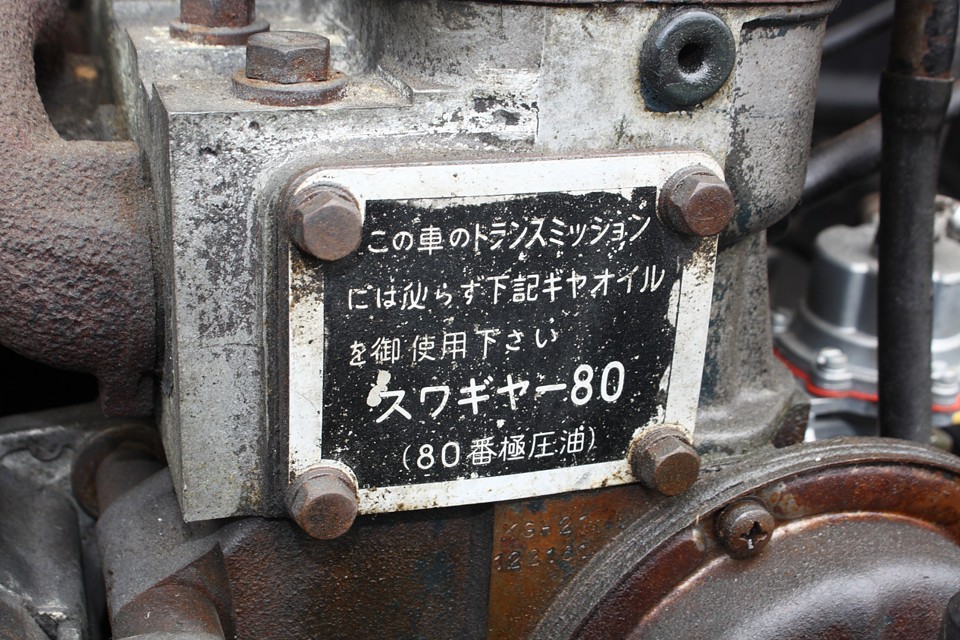 この車のトランスミッション
には必らず下記ギヤオイル
を御使用下さい
スワギヤー80
(80番極圧油)